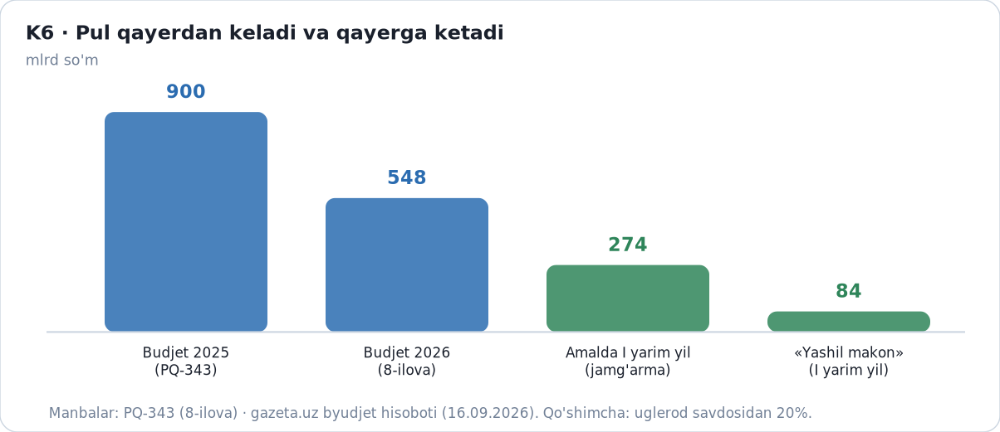 K6 · Pul qayerdan keladi va qayerga ketadi
mlrd so'm
900
548
274
84
Budjet 2025
(PQ-343)
Budjet 2026
(8-ilova)
Amalda I yarim yil
(jamg'arma)
«Yashil makon»
(I yarim yil)
Manbalar: PQ-343 (8-ilova) · gazeta.uz byudjet hisoboti (16.09.2026). Qo'shimcha: uglerod savdosidan 20%.